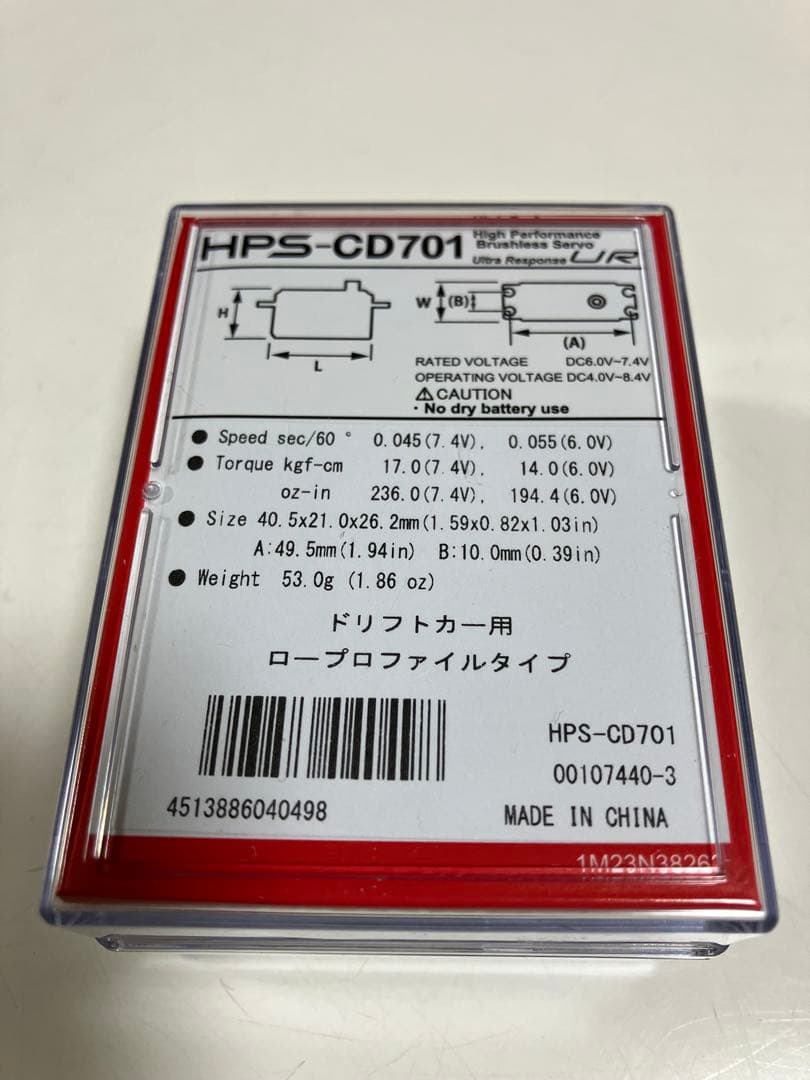 HPS-CD701
High Performance
Brushless Servo
Ultra Response UR
H
L
W
(B)
(A)
RATED VOLTAGE DC6.0V~7.4V
OPERATING VOLTAGE DC4.0V~8.4V
⚠CAUTION
・No dry battery use
● Speed sec/60 ° 0.045(7.4V), 0.055(6.0V)
● Torque kgf-cm 17.0(7.4V), 14.0(6.0V)
oz-in 236.0(7.4V), 194.4(6.0V)
● Size 40.5x21.0x26.2mm(1.59x0.82x1.03in)
A:49.5mm(1.94in) B:10.0mm(0.39in)
● Weight 53.0g (1.86 oz)
ドリフトカー用
ロープロファイルタイプ
HPS-CD701
00107440-3
4513886040498
MADE IN CHINA